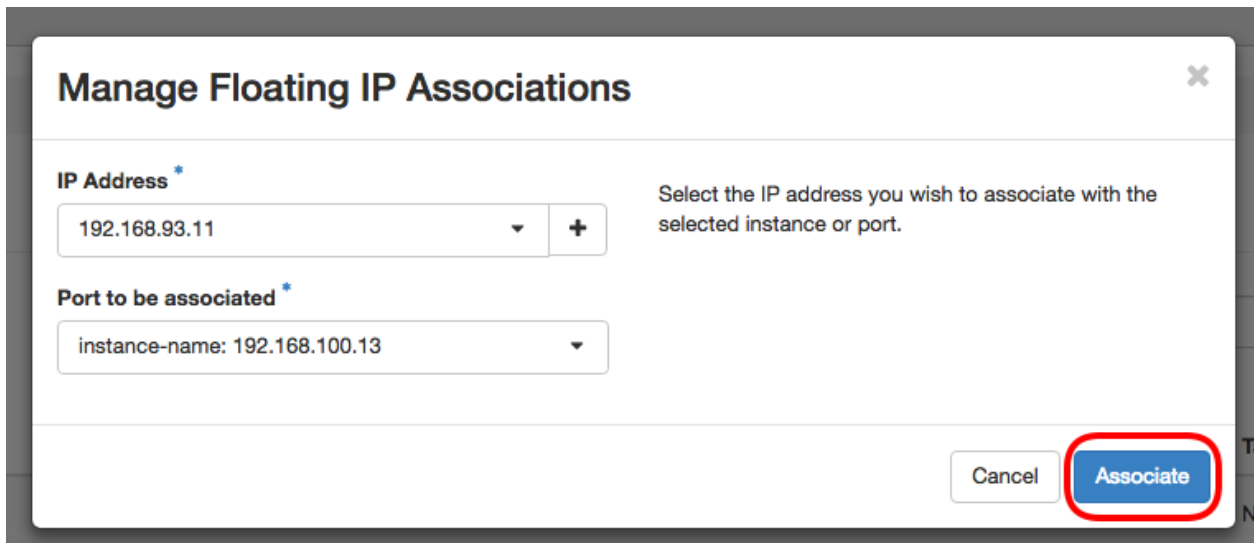 Manage Floating IP Associations
IP Address *
192.168.93.11
Select the IP address you wish to associate with the
selected instance or port.
Port to be associated *
instance-name: 192.168.100.13
Cancel
Associate